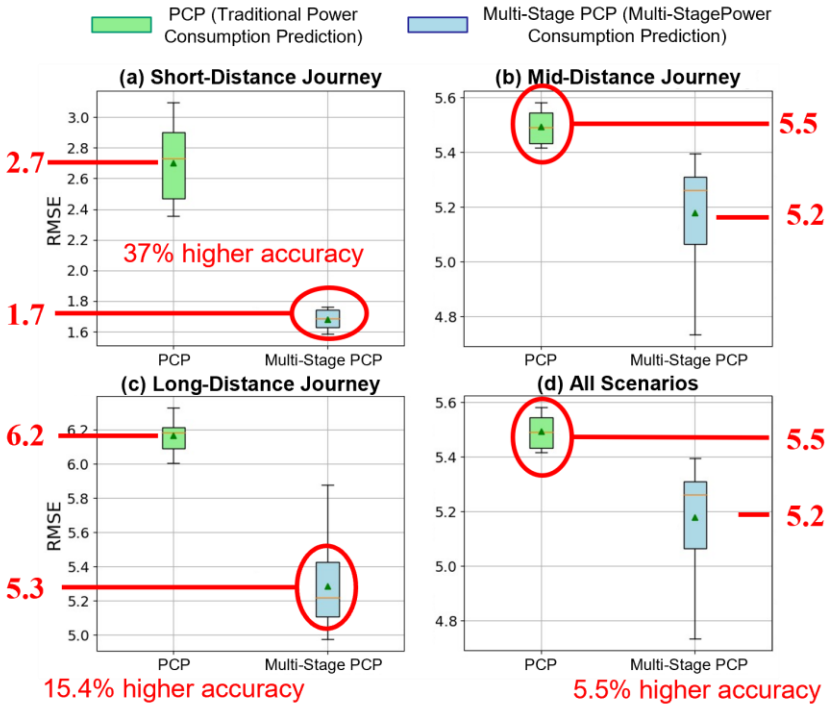 PCP (Traditional Power
Consumption Prediction)
Multi-Stage PCP (Multi-StagePower
Consumption Prediction)
(a) Short-Distance Journey
RMSE
3.0
2.8
2.6
2.4
2.2
2.0
1.8
1.6
2.7
1.7
37% higher accuracy
PCP
Multi-Stage PCP
(b) Mid-Distance Journey
5.6
5.4
5.2
5.0
4.8
5.5
5.2
PCP
Multi-Stage PCP
(c) Long-Distance Journey
RMSE
6.2
6.0
5.8
5.6
5.4
5.2
5.0
6.2
5.3
PCP
Multi-Stage PCP
15.4% higher accuracy
(d) All Scenarios
5.6
5.4
5.2
5.0
4.8
5.5
5.2
PCP
Multi-Stage PCP
5.5% higher accuracy